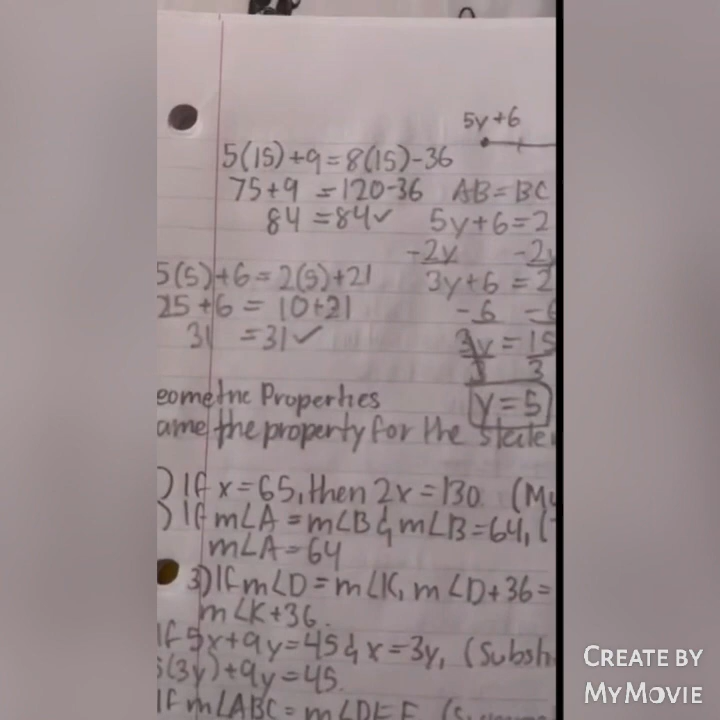 5y+6
5(15)+9=8(15)-36
75+9 =120-36 AB=BC
84 =84✓ 5y+6=2
-2y -2y
5(5)+6=2(5)+21 3y+6=2
25+6= 10+21 -6 -6
31 =31✓ 3y=15
3 3
eometric Properties y=5
ame the property for the state
) If x=65, then 2x=130 (Mu
) If m∠A=m∠B & m∠B=64, (
m∠A=64
3) If m∠D=m∠K, m∠D+36=
m∠K+36.
If 5x+9y=45 & x=3y, (Substi
5(3y)+9y=45.
If m∠ABC=m∠DEF
CREATE BY
MYMOVIE